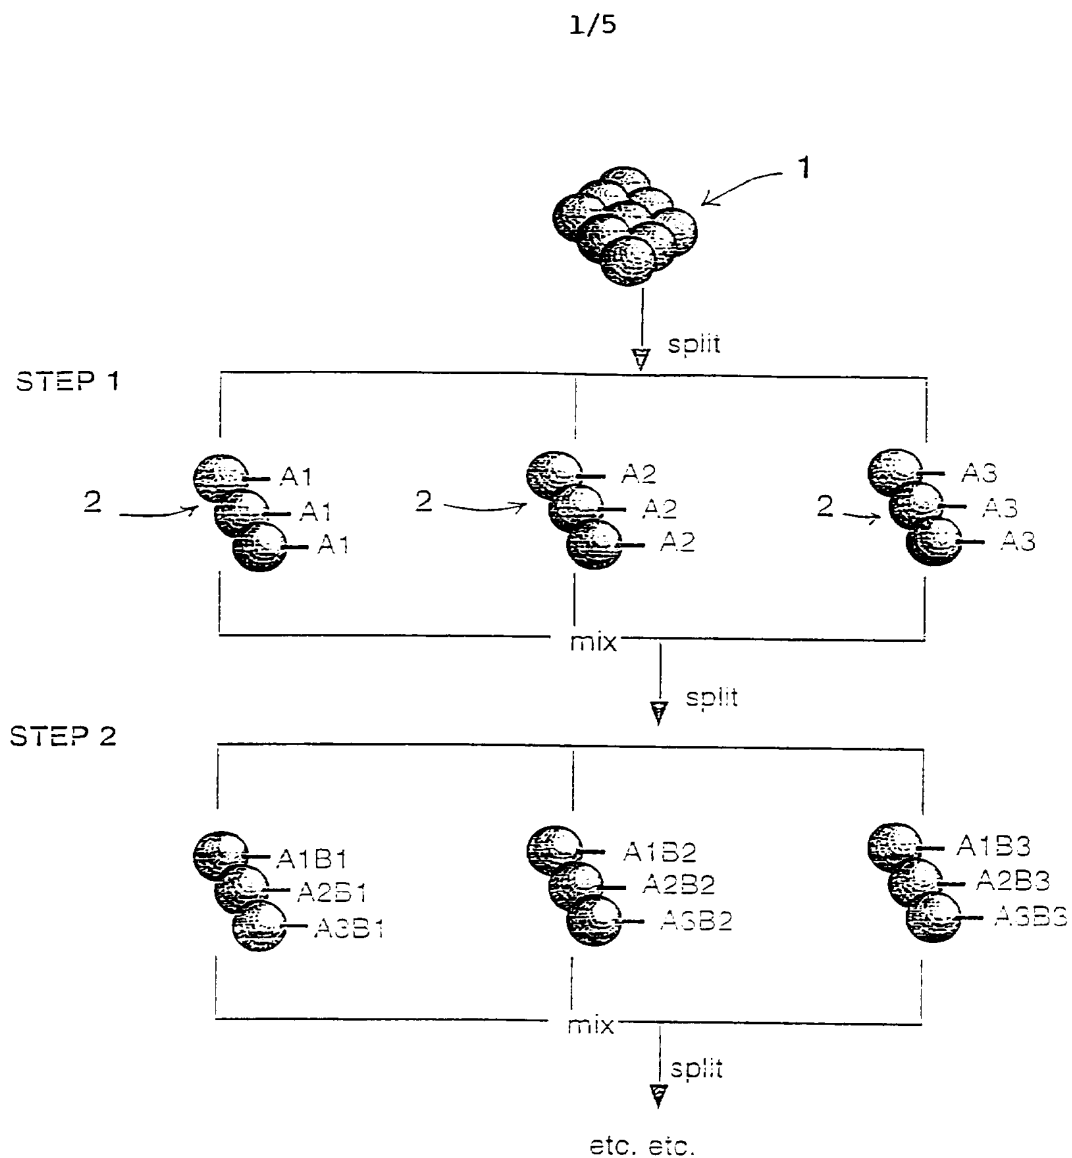 1/5
1
split
STEP 1
A1 A2 A3
2 2 2
A1 A2 A3
A1 A2 A3
mix
split
STEP 2
A1B1 A1B2 A1B3
A2B1 A2B2 A2B3
A3B1 A3B2 A3B3
mix
split
etc. etc.